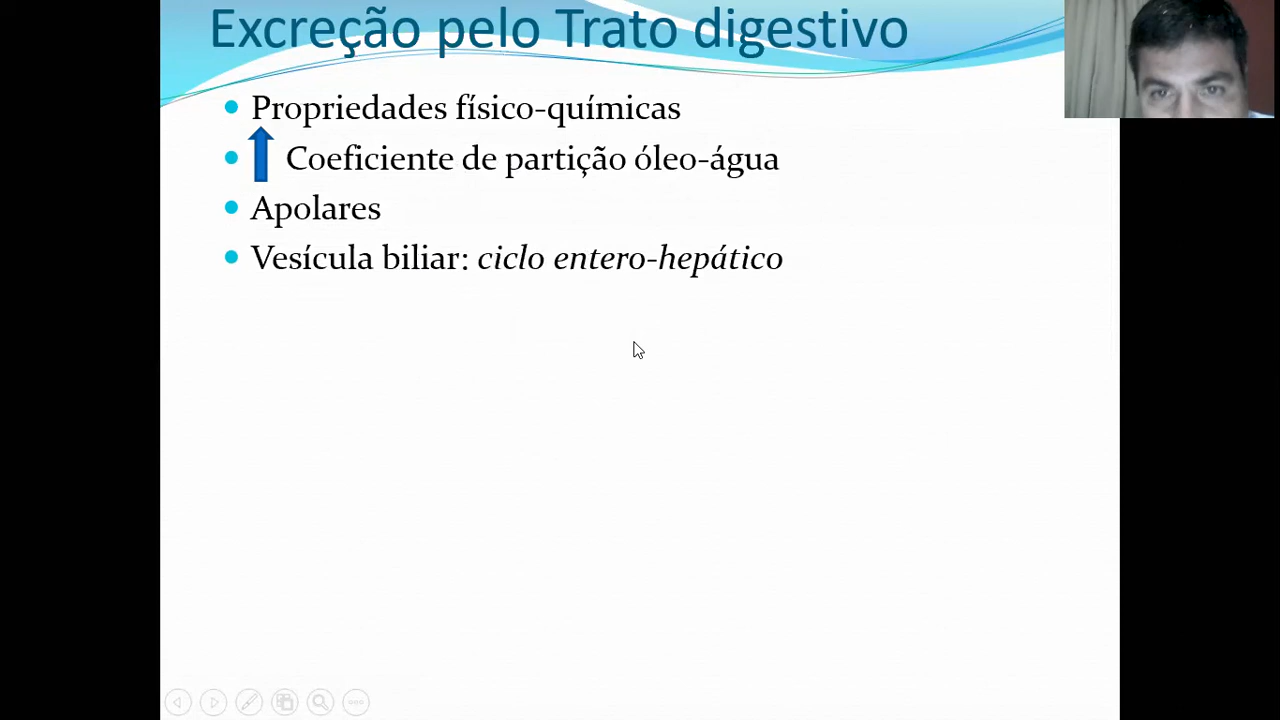 Excreção pelo Trato digestivo
Propriedades físico-químicas
Coeficiente de partição óleo-água
Apolares
Vesícula biliar: ciclo entero-hepático